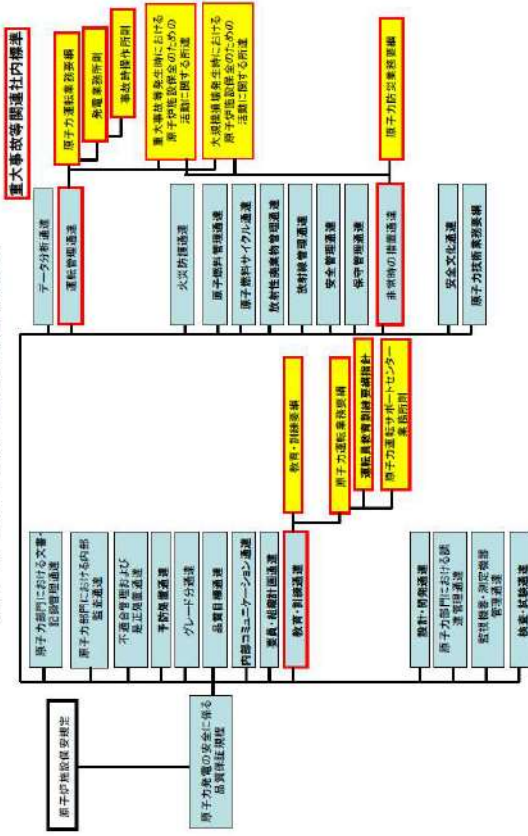 重大事故等関連社内標準
原子炉施設保安規定
原子力発電の安全に係る
品質保証規程
原子力部門における文書・
記録管理通達
原子力部門における内部
監査通達
不適合管理および
是正処置通達
予防処置通達
グレード分通達
品質目標通達
内部コミュニケーション通達
要員・組織計画通達
教育・訓練通達
設計・開発通達
原子力部門における調
達管理通達
監視機器・測定機器
管理通達
検査・試験通達
教育・訓練要綱
原子力運転業務要綱
運転員教育訓練要綱指針
原子力運転サポートセンター
業務所則
データ分析通達
運転管理通達
火災防護通達
原子燃料管理通達
原子燃料サイクル通達
放射性廃棄物管理通達
放射線管理通達
安全管理通達
保守管理通達
非常時の措置通達
安全文化通達
原子力技術業務要綱
原子力運転業務要綱
発電業務所則
事故時操作所則
重大事故等発生時における
原子炉施設保全のための
活動に関する所達
大規模損壊発生時における
原子炉施設保全のための
活動に関する所達
原子力防災業務要綱